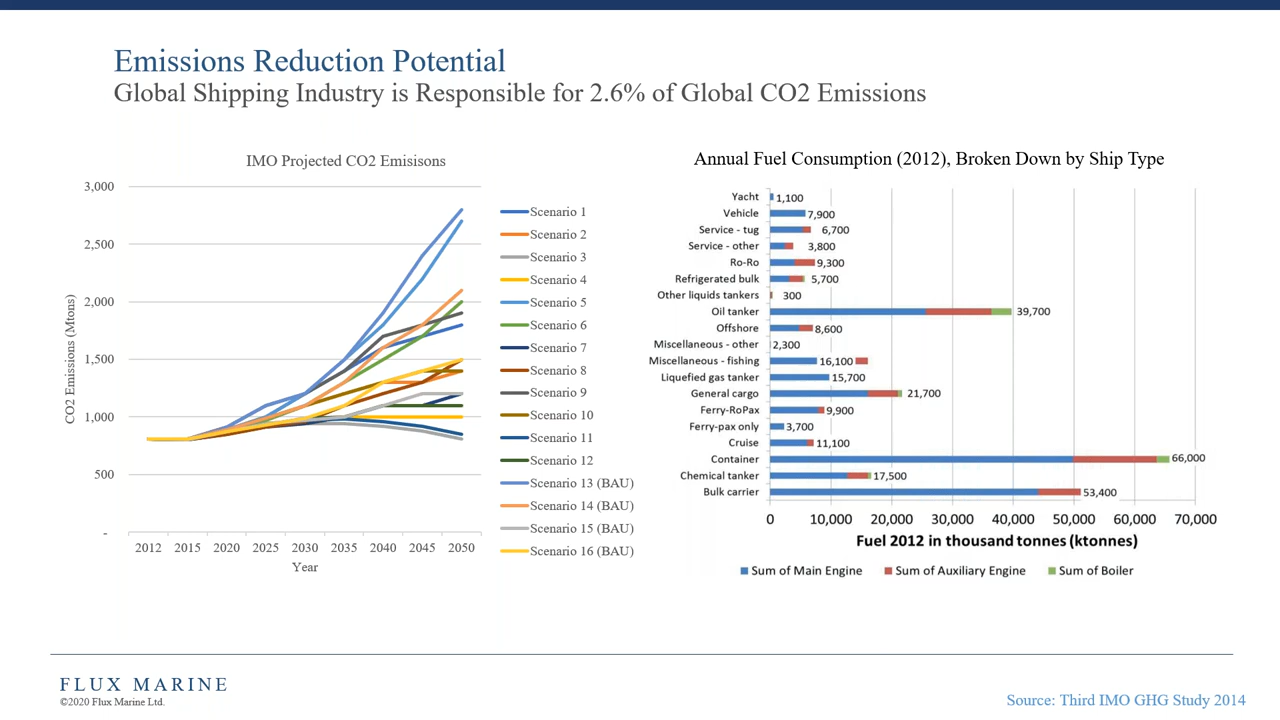 Emissions Reduction Potential
Global Shipping Industry is Responsible for 2.6% of Global CO2 Emissions
IMO Projected CO2 Emisisons
3,000
2,500
2,000
1,500
1,000
500
-
CO2 Emissions (Mtons)
2012 2015 2020 2025 2030 2035 2040 2045 2050
Year
Scenario 1
Scenario 2
Scenario 3
Scenario 4
Scenario 5
Scenario 6
Scenario 7
Scenario 8
Scenario 9
Scenario 10
Scenario 11
Scenario 12
Scenario 13 (BAU)
Scenario 14 (BAU)
Scenario 15 (BAU)
Scenario 16 (BAU)
Annual Fuel Consumption (2012), Broken Down by Ship Type
Yacht 1,100
Vehicle 7,900
Service - tug 6,700
Service - other 3,800
Ro-Ro 9,300
Refrigerated bulk 5,700
Other liquids tankers 300
Oil tanker 39,700
Offshore 8,600
Miscellaneous - other 2,300
Miscellaneous - fishing 16,100
Liquefied gas tanker 15,700
General cargo 21,700
Ferry-RoPax 9,900
Ferry-pax only 3,700
Cruise 11,100
Container 66,000
Chemical tanker 17,500
Bulk carrier 53,400
0 10,000 20,000 30,000 40,000 50,000 60,000 70,000
Fuel 2012 in thousand tonnes (ktonnes)
Sum of Main Engine Sum of Auxiliary Engine Sum of Boiler
FLUX MARINE
©2020 Flux Marine Ltd.
Source: Third IMO GHG Study 2014